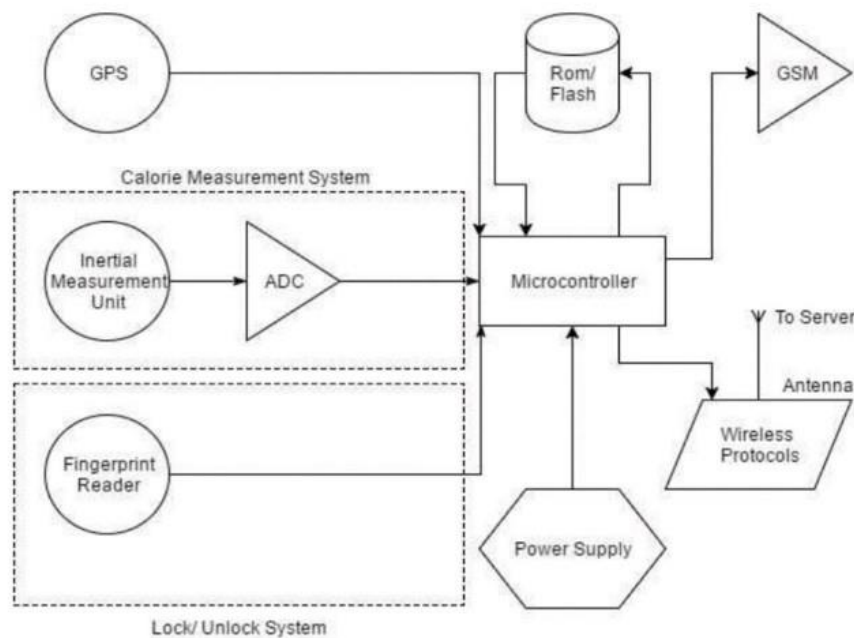 GPS
Rom/
Flash
GSM
Calorie Measurement System
Inertial
Measurement
Unit
ADC
Microcontroller
To Server
Antenna
Wireless
Protocols
Fingerprint
Reader
Power Supply
Lock/ Unlock System